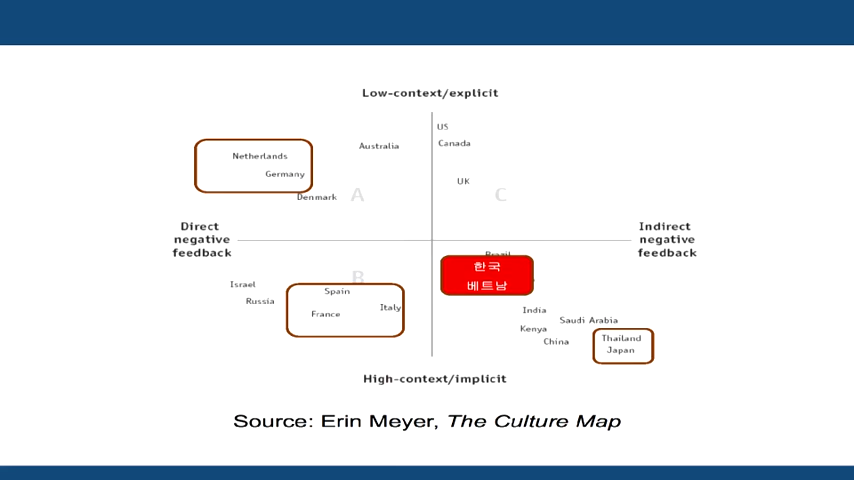 Low-context/explicit
US
Canada
Australia
Netherlands
Germany
UK
Denmark
A
C
Direct
negative
feedback
Indirect
negative
feedback
Brazil
한국
베트남
B
Israel
Spain
Russia
Italy
France
India
Saudi Arabia
Kenya
Thailand
China
Japan
High-context/implicit
Source: Erin Meyer, The Culture Map